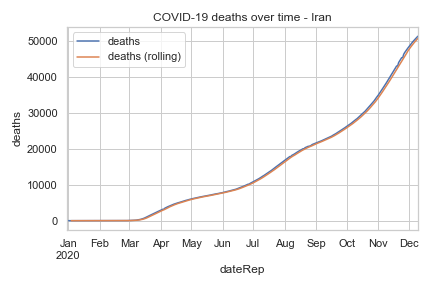 COVID-19 deaths over time - Iran
deaths
deaths (rolling)
50000
40000
30000
20000
10000
0
deaths
Jan Feb Mar Apr May Jun Jul Aug Sep Oct Nov Dec
2020
dateRep